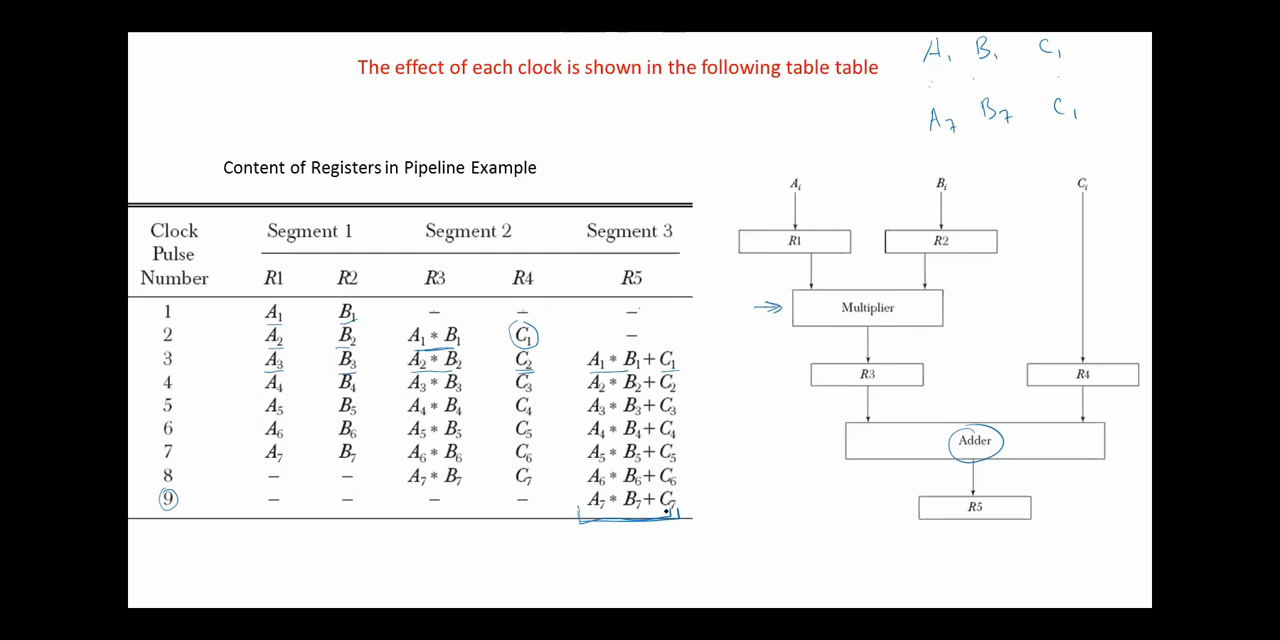 The effect of each clock is shown in the following table table
A₁ B₁ C₁
A₇ B₇ C₁
Content of Registers in Pipeline Example
Clock Pulse Number Segment 1 Segment 2 Segment 3
R1 R2 R3 R4 R5
1 A₁ B₁ – – –
2 A₂ B₂ A₁ * B₁ C₁ –
3 A₃ B₃ A₂ * B₂ C₂ A₁ * B₁ + C₁
4 A₄ B₄ A₃ * B₃ C₃ A₂ * B₂ + C₂
5 A₅ B₅ A₄ * B₄ C₄ A₃ * B₃ + C₃
6 A₆ B₆ A₅ * B₅ C₅ A₄ * B₄ + C₄
7 A₇ B₇ A₆ * B₆ C₆ A₅ * B₅ + C₅
8 – – A₇ * B₇ C₇ A₆ * B₆ + C₆
9 – – – – A₇ * B₇ + C₇
Aᵢ Bᵢ Cᵢ
R1 R2
Multiplier
R3 R4
Adder
R5